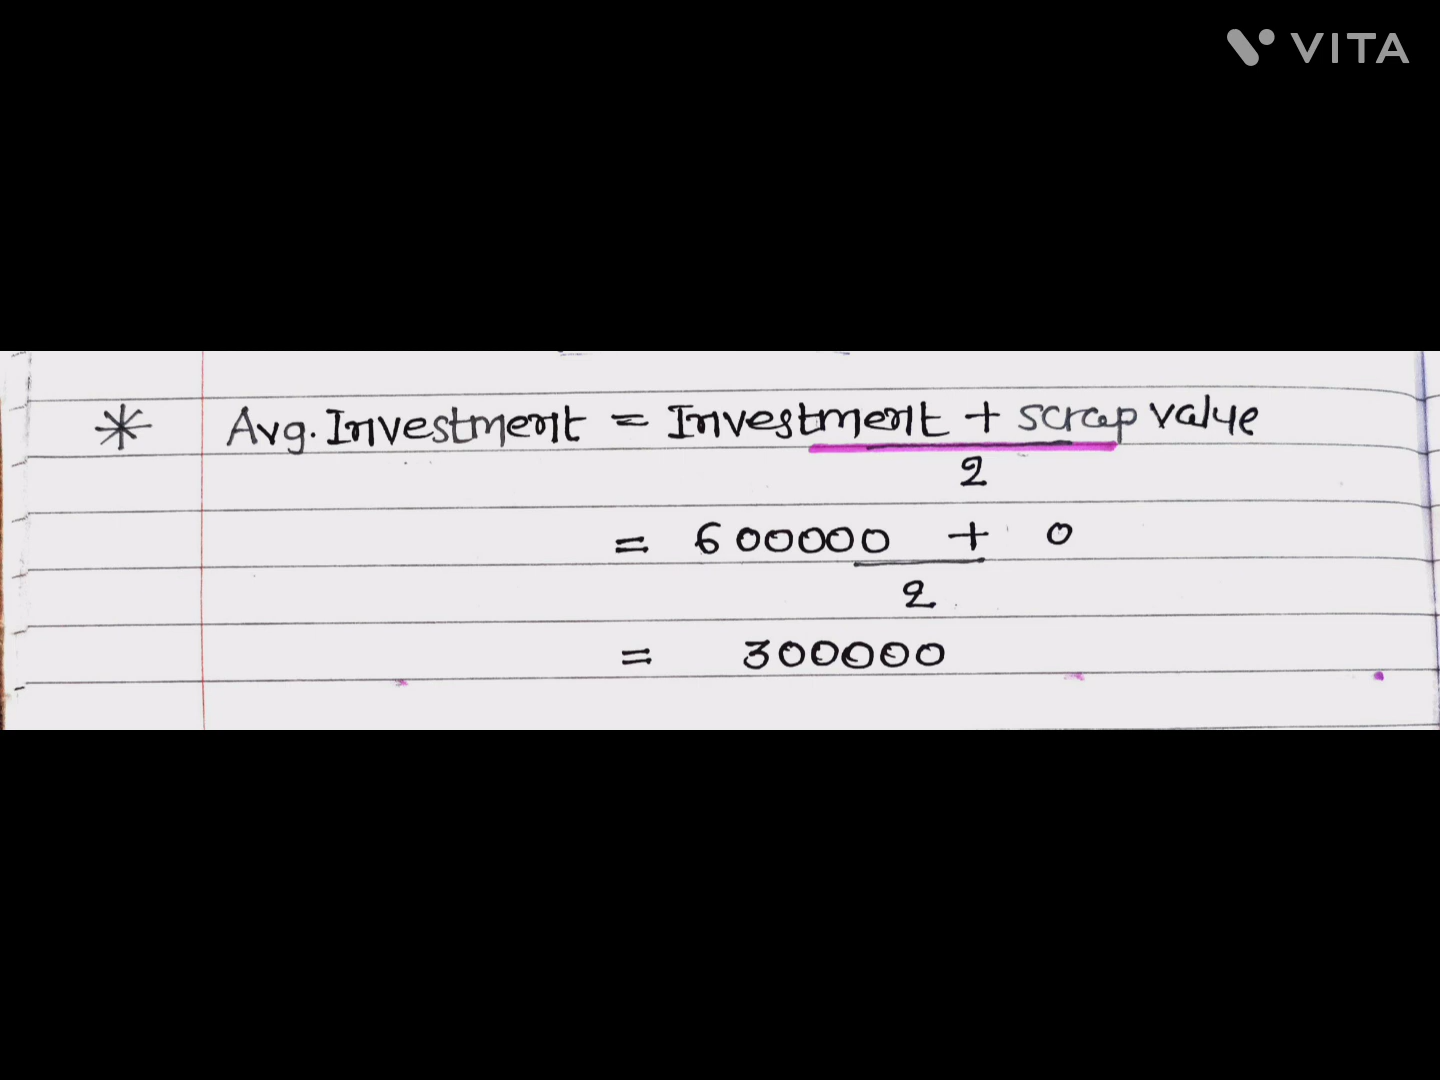 VITA
* Avg. Investment = Investment + scrap value
2
= 600000 + 0
2
= 300000